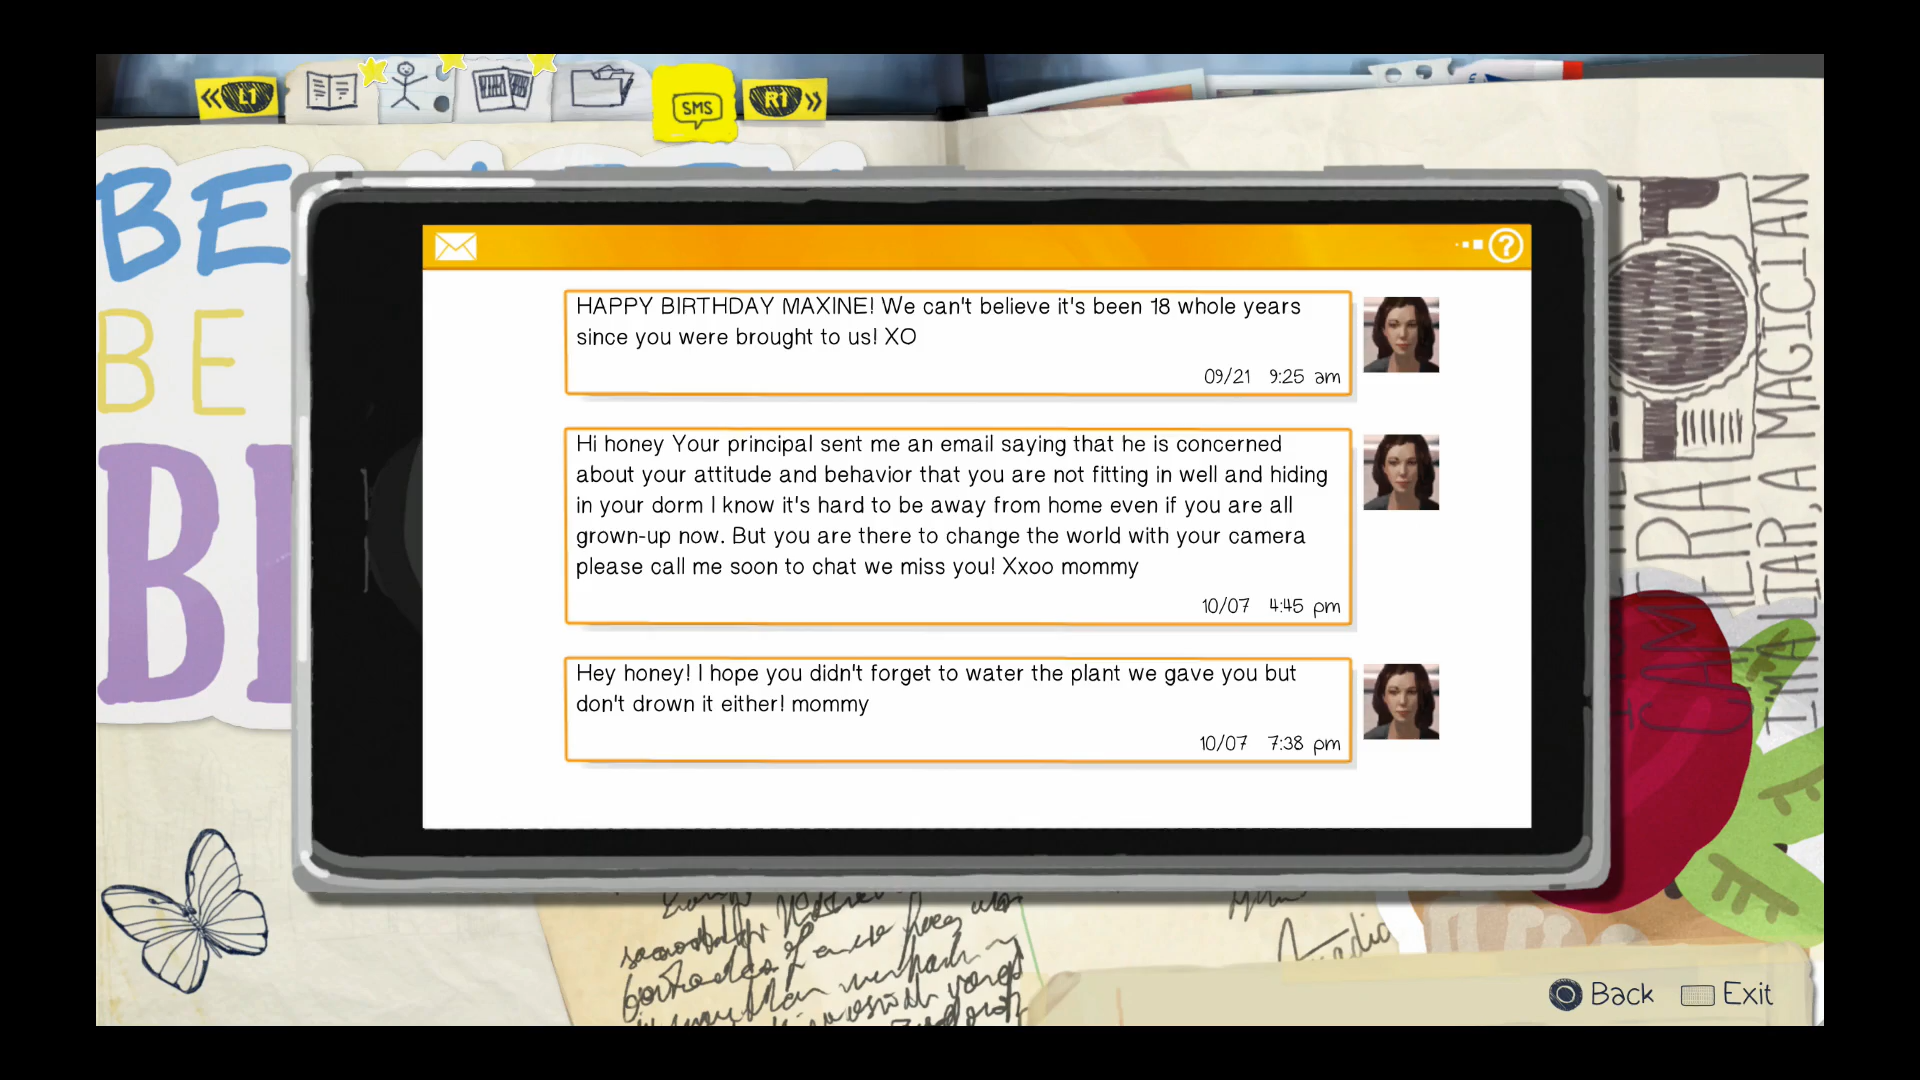 L1
SMS
R1
BE
BE
HAPPY BIRTHDAY MAXINE! We can't believe it's been 18 whole years
since you were brought to us! XO
09/21 9:25 am
Hi honey Your principal sent me an email saying that he is concerned
about your attitude and behavior that you are not fitting in well and hiding
in your dorm I know it's hard to be away from home even if you are all
grown-up now. But you are there to change the world with your camera
please call me soon to chat we miss you! Xxoo mommy
10/07 4:45 pm
Hey honey! I hope you didn't forget to water the plant we gave you but
don't drown it either! mommy
10/07 7:38 pm
CAMERA
LIAR, A MAGICIAN
Back
Exit